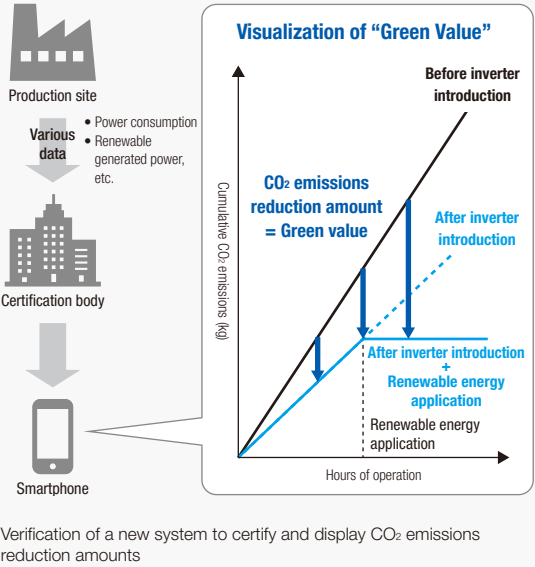 Production site
Various
data
• Power consumption
• Renewable
generated power,
etc.
Certification body
Smartphone
Visualization of “Green Value”
Before inverter
introduction
CO2 emissions
reduction amount
= Green value
After inverter
introduction
Cumulative CO2 emissions (kg)
After inverter introduction
+
Renewable energy
application
Renewable energy
application
Hours of operation
Verification of a new system to certify and display CO2 emissions
reduction amounts